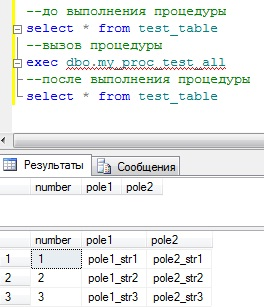 --до выполнения процедуры
select * from test_table
--вызов процедуры
exec dbo.my_proc_test_all
--после выполнения процедуры
select * from test_table
Результаты Сообщения
number pole1 pole2
number pole1 pole2
1 1 pole1_str1 pole2_str1
2 2 pole1_str2 pole2_str2
3 3 pole1_str3 pole2_str3